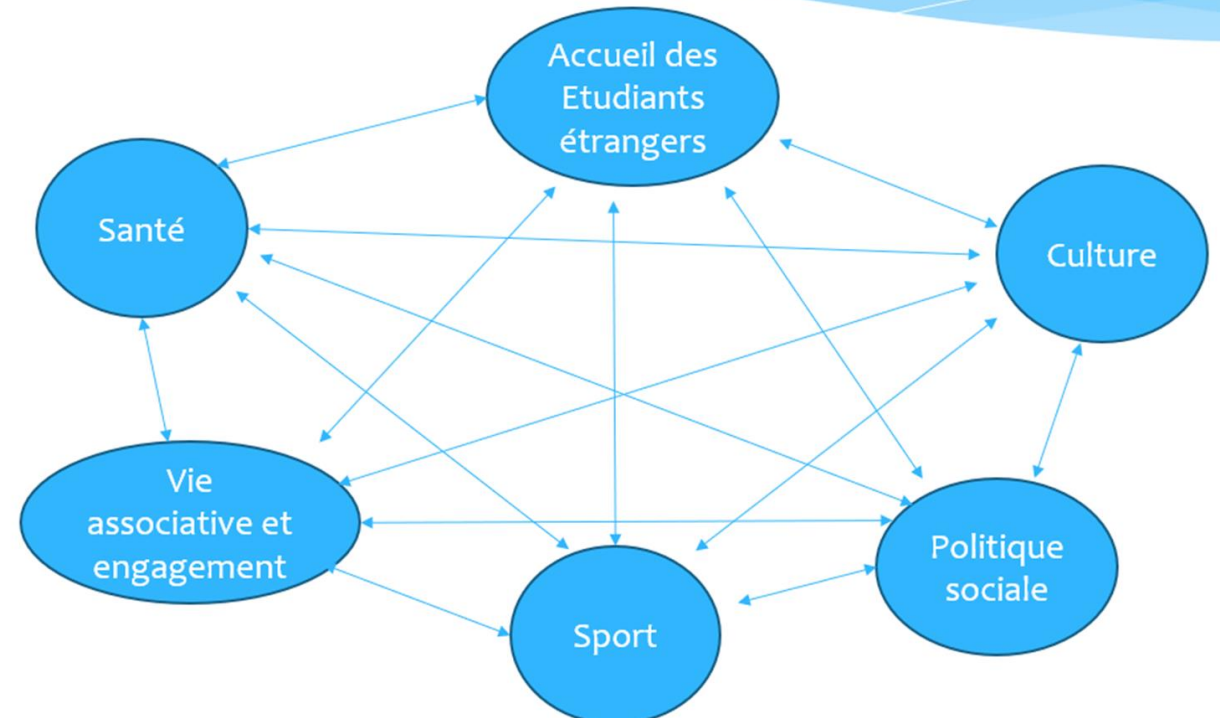 Accueil des
Etudiants
étrangers
Santé
Culture
Vie
associative et
engagement
Politique
sociale
Sport